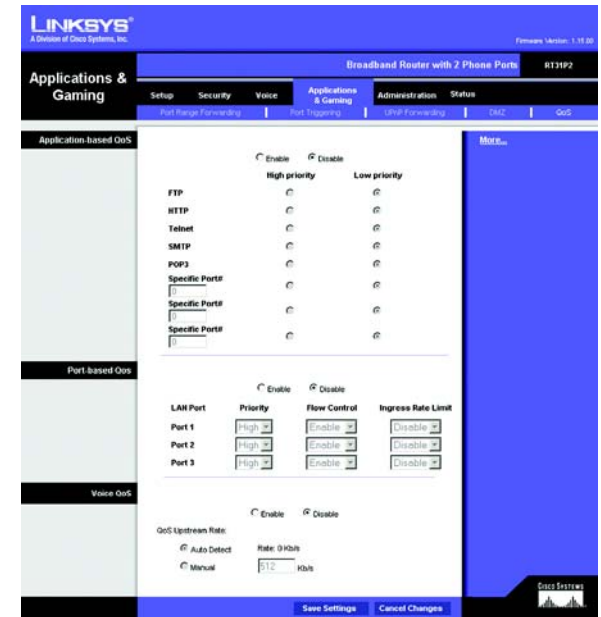 LINKSYS®
A Division of Cisco Systems, Inc.
Firmware Version: 1.15.00
Broadband Router with 2 Phone Ports RT31P2
Applications & Gaming
Setup Security Voice Applications & Gaming Administration Status
Port Range Forwarding | Port Triggering | UPnP Forwarding | DMZ | QoS
Application-based QoS
More...
Enable Disable
High priority Low priority
FTP
HTTP
Telnet
SMTP
POP3
Specific Port#
0
Specific Port#
0
Specific Port#
0
Port-based Qos
Enable Disable
LAN Port Priority Flow Control Ingress Rate Limit
Port 1 High Enable Disable
Port 2 High Enable Disable
Port 3 High Enable Disable
Voice QoS
Enable Disable
QoS Upstream Rate:
Auto Detect Rate: 0 Kb/s
Manual 512 Kb/s
Save Settings Cancel Changes
CISCO SYSTEMS